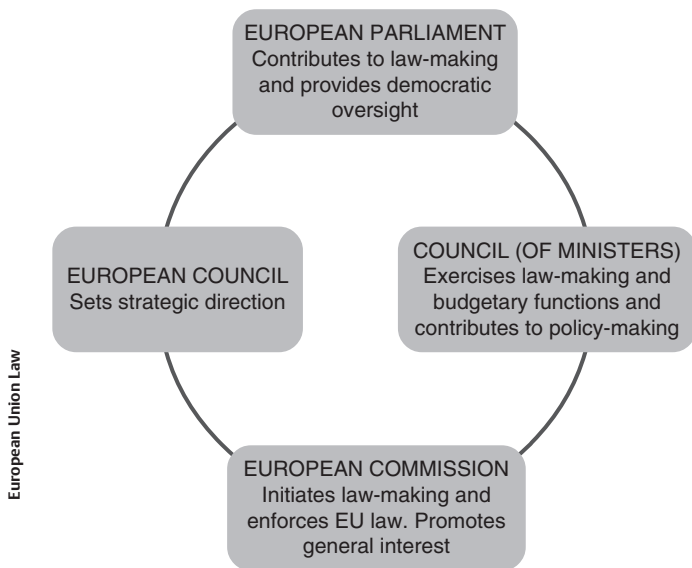 EUROPEAN PARLIAMENT
Contributes to law-making
and provides democratic
oversight
EUROPEAN COUNCIL
Sets strategic direction
COUNCIL (OF MINISTERS)
Exercises law-making and
budgetary functions and
contributes to policy-making
EUROPEAN COMMISSION
Initiates law-making and
enforces EU law. Promotes
general interest
European Union Law